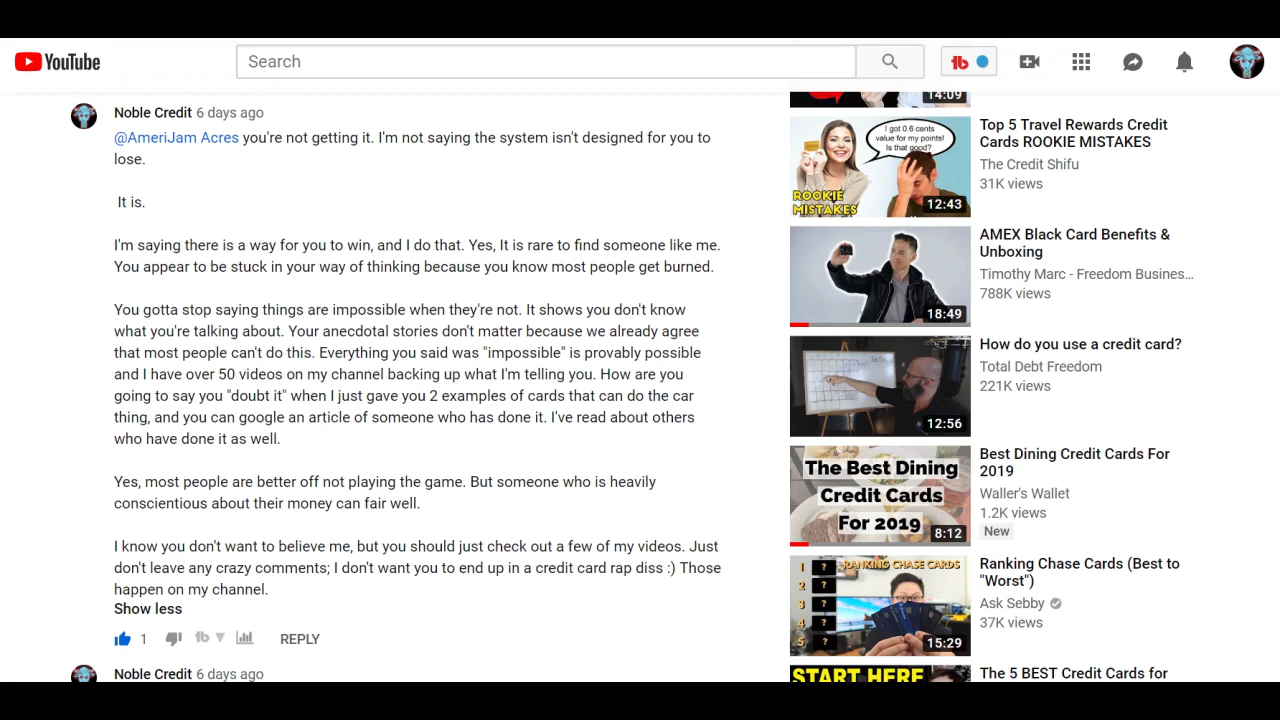 YouTube
Search
Noble Credit 6 days ago
@AmeriJam Acres you're not getting it. I'm not saying the system isn't designed for you to
lose.
It is.
I'm saying there is a way for you to win, and I do that. Yes, It is rare to find someone like me.
You appear to be stuck in your way of thinking because you know most people get burned.
You gotta stop saying things are impossible when they're not. It shows you don't know
what you're talking about. Your anecdotal stories don't matter because we already agree
that most people can't do this. Everything you said was "impossible" is provably possible
and I have over 50 videos on my channel backing up what I'm telling you. How are you
going to say you "doubt it" when I just gave you 2 examples of cards that can do the car
thing, and you can google an article of someone who has done it. I've read about others
who have done it as well.
Yes, most people are better off not playing the game. But someone who is heavily
conscientious about their money can fair well.
I know you don't want to believe me, but you should just check out a few of my videos. Just
don't leave any crazy comments; I don't want you to end up in a credit card rap diss :) Those
happen on my channel.
Show less
1
REPLY
Noble Credit 6 days ago
14:09
I got 0.6 cents
value for my points!
Is that good?
ROOKIE
MISTAKES
12:43
Top 5 Travel Rewards Credit
Cards ROOKIE MISTAKES
The Credit Shifu
31K views
18:49
AMEX Black Card Benefits &
Unboxing
Timothy Marc - Freedom Busines...
788K views
12:56
How do you use a credit card?
Total Debt Freedom
221K views
The Best Dining
Credit Cards
For 2019
8:12
Best Dining Credit Cards For
2019
Waller's Wallet
1.2K views
New
RANKING CHASE CARDS
1 ?
2 ?
3 ?
4 ?
5 ?
15:29
Ranking Chase Cards (Best to
"Worst")
Ask Sebby
37K views
START HERE
The 5 BEST Credit Cards for